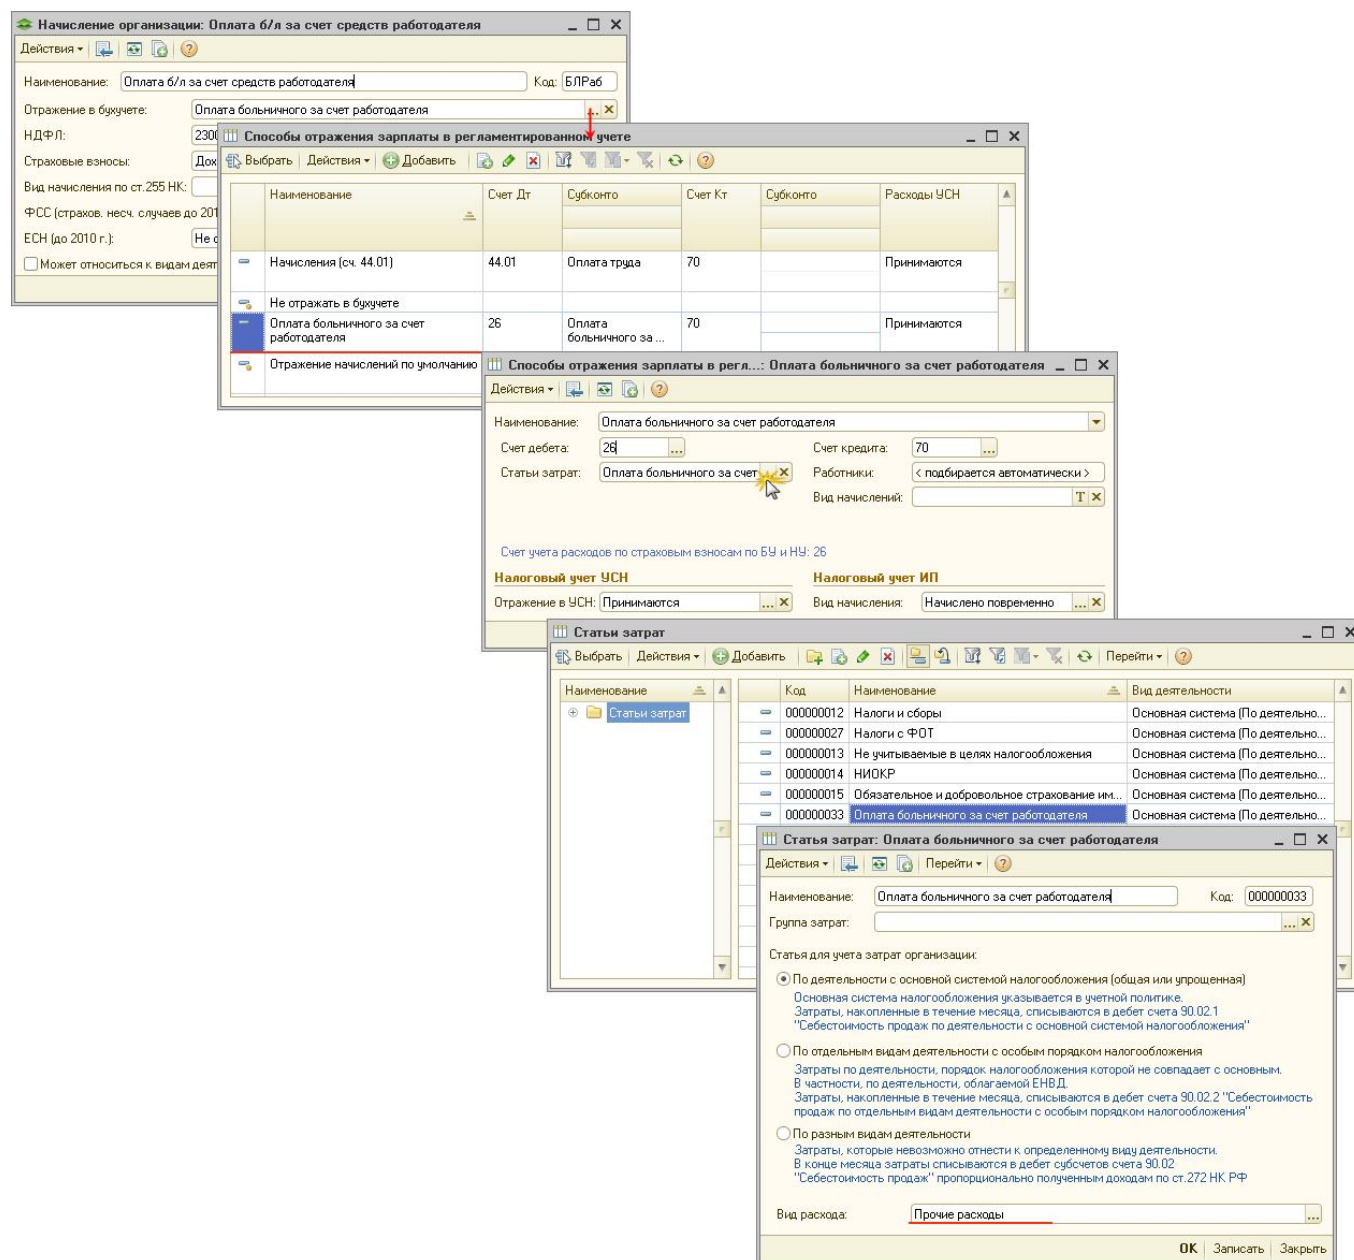 Начисление организации: Оплата б/л за счет средств работодателя
Действия
Наименование: Оплата б/л за счет средств работодателя Код: БЛРаб
Отражение в бухучете: Оплата больничного за счет работодателя ... X
НДФЛ: 2300
Страховые взносы: Дох
Вид начисления по ст.255 НК:
ФСС (страхов. несч. случаев до 201
ЕСН (до 2010 г.): Не о
Может относиться к видам деят
Способы отражения зарплаты в регламентированном учете
Выбрать Действия Добавить
Наименование Счет Дт Субконто Счет Кт Субконто Расходы УСН
Начисления (сч. 44.01) 44.01 Оплата труда 70 Принимаются
Не отражать в бухучете
Оплата больничного за счет 26 Оплата 70 Принимаются
работодателя больничного за ...
Отражение начислений по умолчанию
Способы отражения зарплаты в регл...: Оплата больничного за счет работодателя
Действия
Наименование: Оплата больничного за счет работодателя
Счет дебета: 26 ... Счет кредита: 70 ...
Статьи затрат: Оплата больничного за счет X Работники: < подбирается автоматически >
Вид начислений: T X
Счет учета расходов по страховым взносам по БУ и НУ: 26
Налоговый учет УСН Налоговый учет ИП
Отражение в УСН: Принимаются ... X Вид начисления: Начислено повременно ... X
Статьи затрат
Выбрать Действия Добавить Перейти
Наименование Код Наименование Вид деятельности
Статьи затрат
000000012 Налоги и сборы Основная система (По деятельно...
000000027 Налоги с ФОТ Основная система (По деятельно...
000000013 Не учитываемые в целях налогообложения Основная система (По деятельно...
000000014 НИОКР Основная система (По деятельно...
000000015 Обязательное и добровольное страхование им... Основная система (По деятельно...
000000033 Оплата больничного за счет работодателя Основная система (По деятельно...
Статья затрат: Оплата больничного за счет работодателя
Действия Перейти
Наименование: Оплата больничного за счет работодателя Код: 000000033
Группа затрат: ... X
Статья для учета затрат организации:
По деятельности с основной системой налогообложения (общая или упрощенная)
Основная система налогообложения указывается в учетной политике.
Затраты, накопленные в течение месяца, списываются в дебет счета 90.02.1
"Себестоимость продаж по деятельности с основной системой налогообложения"
По отдельным видам деятельности с особым порядком налогообложения
Затраты по деятельности, порядок налогообложения которой не совпадает с основным.
В частности, по деятельности, облагаемой ЕНВД.
Затраты, накопленные в течение месяца, списываются в дебет счета 90.02.2 "Себестоимость
продаж по отдельным видам деятельности с особым порядком налогообложения"
По разным видам деятельности
Затраты, которые невозможно отнести к определенному виду деятельности.
В конце месяца затраты списываются в дебет субсчетов счета 90.02
"Себестоимость продаж" пропорционально полученным доходам по ст.272 НК РФ
Вид расхода: Прочие расходы ...
OK Записать Закрыть